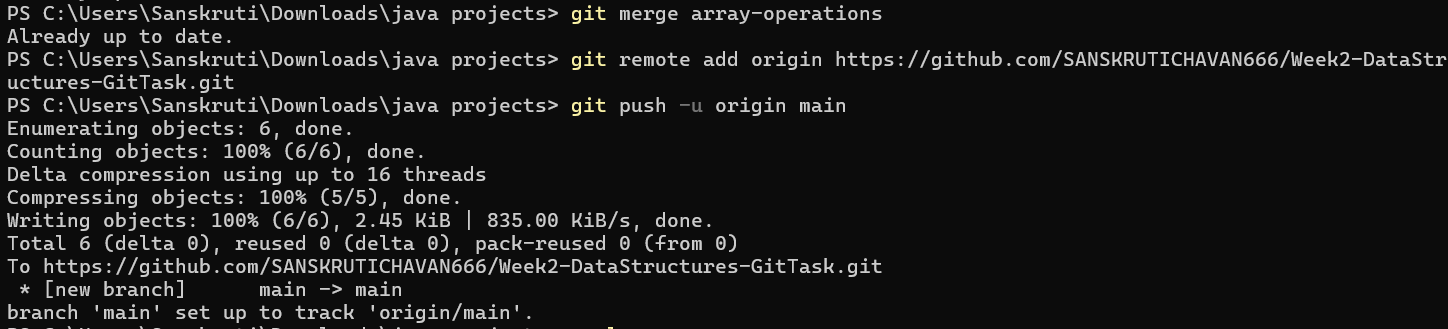 PS C:\Users\Sanskruti\Downloads\java projects> git merge array-operations
Already up to date.
PS C:\Users\Sanskruti\Downloads\java projects> git remote add origin https://github.com/SANSKRUTICHAVAN666/Week2-DataStr
uctures-GitTask.git
PS C:\Users\Sanskruti\Downloads\java projects> git push -u origin main
Enumerating objects: 6, done.
Counting objects: 100% (6/6), done.
Delta compression using up to 16 threads
Compressing objects: 100% (5/5), done.
Writing objects: 100% (6/6), 2.45 KiB | 835.00 KiB/s, done.
Total 6 (delta 0), reused 0 (delta 0), pack-reused 0 (from 0)
To https://github.com/SANSKRUTICHAVAN666/Week2-DataStructures-GitTask.git
 * [new branch]      main -> main
branch 'main' set up to track 'origin/main'.